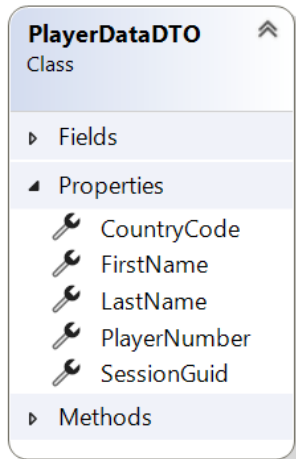 PlayerDataDTO
Class
Fields
Properties
CountryCode
FirstName
LastName
PlayerNumber
SessionGuid
Methods